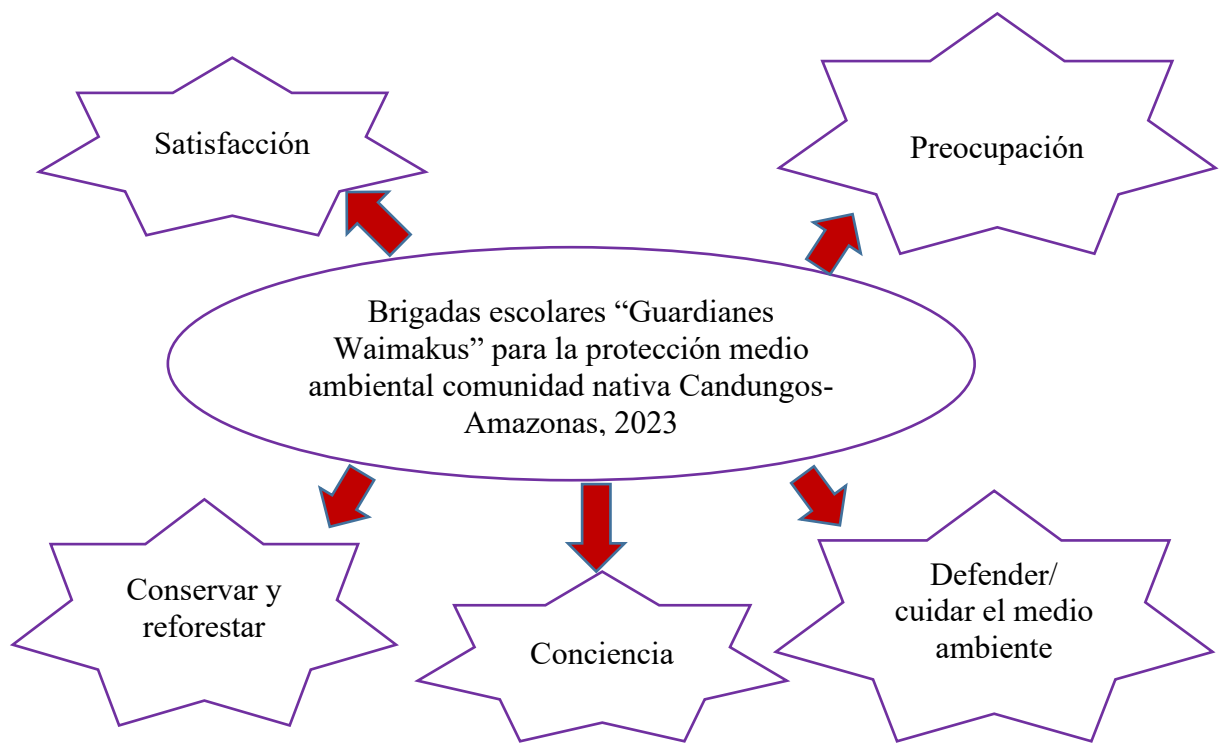 Satisfacción
Preocupación
Brigadas escolares “Guardianes
Waimakus” para la protección medio
ambiental comunidad nativa Candungos-
Amazonas, 2023
Conservar y
reforestar
Conciencia
Defender/
cuidar el medio
ambiente